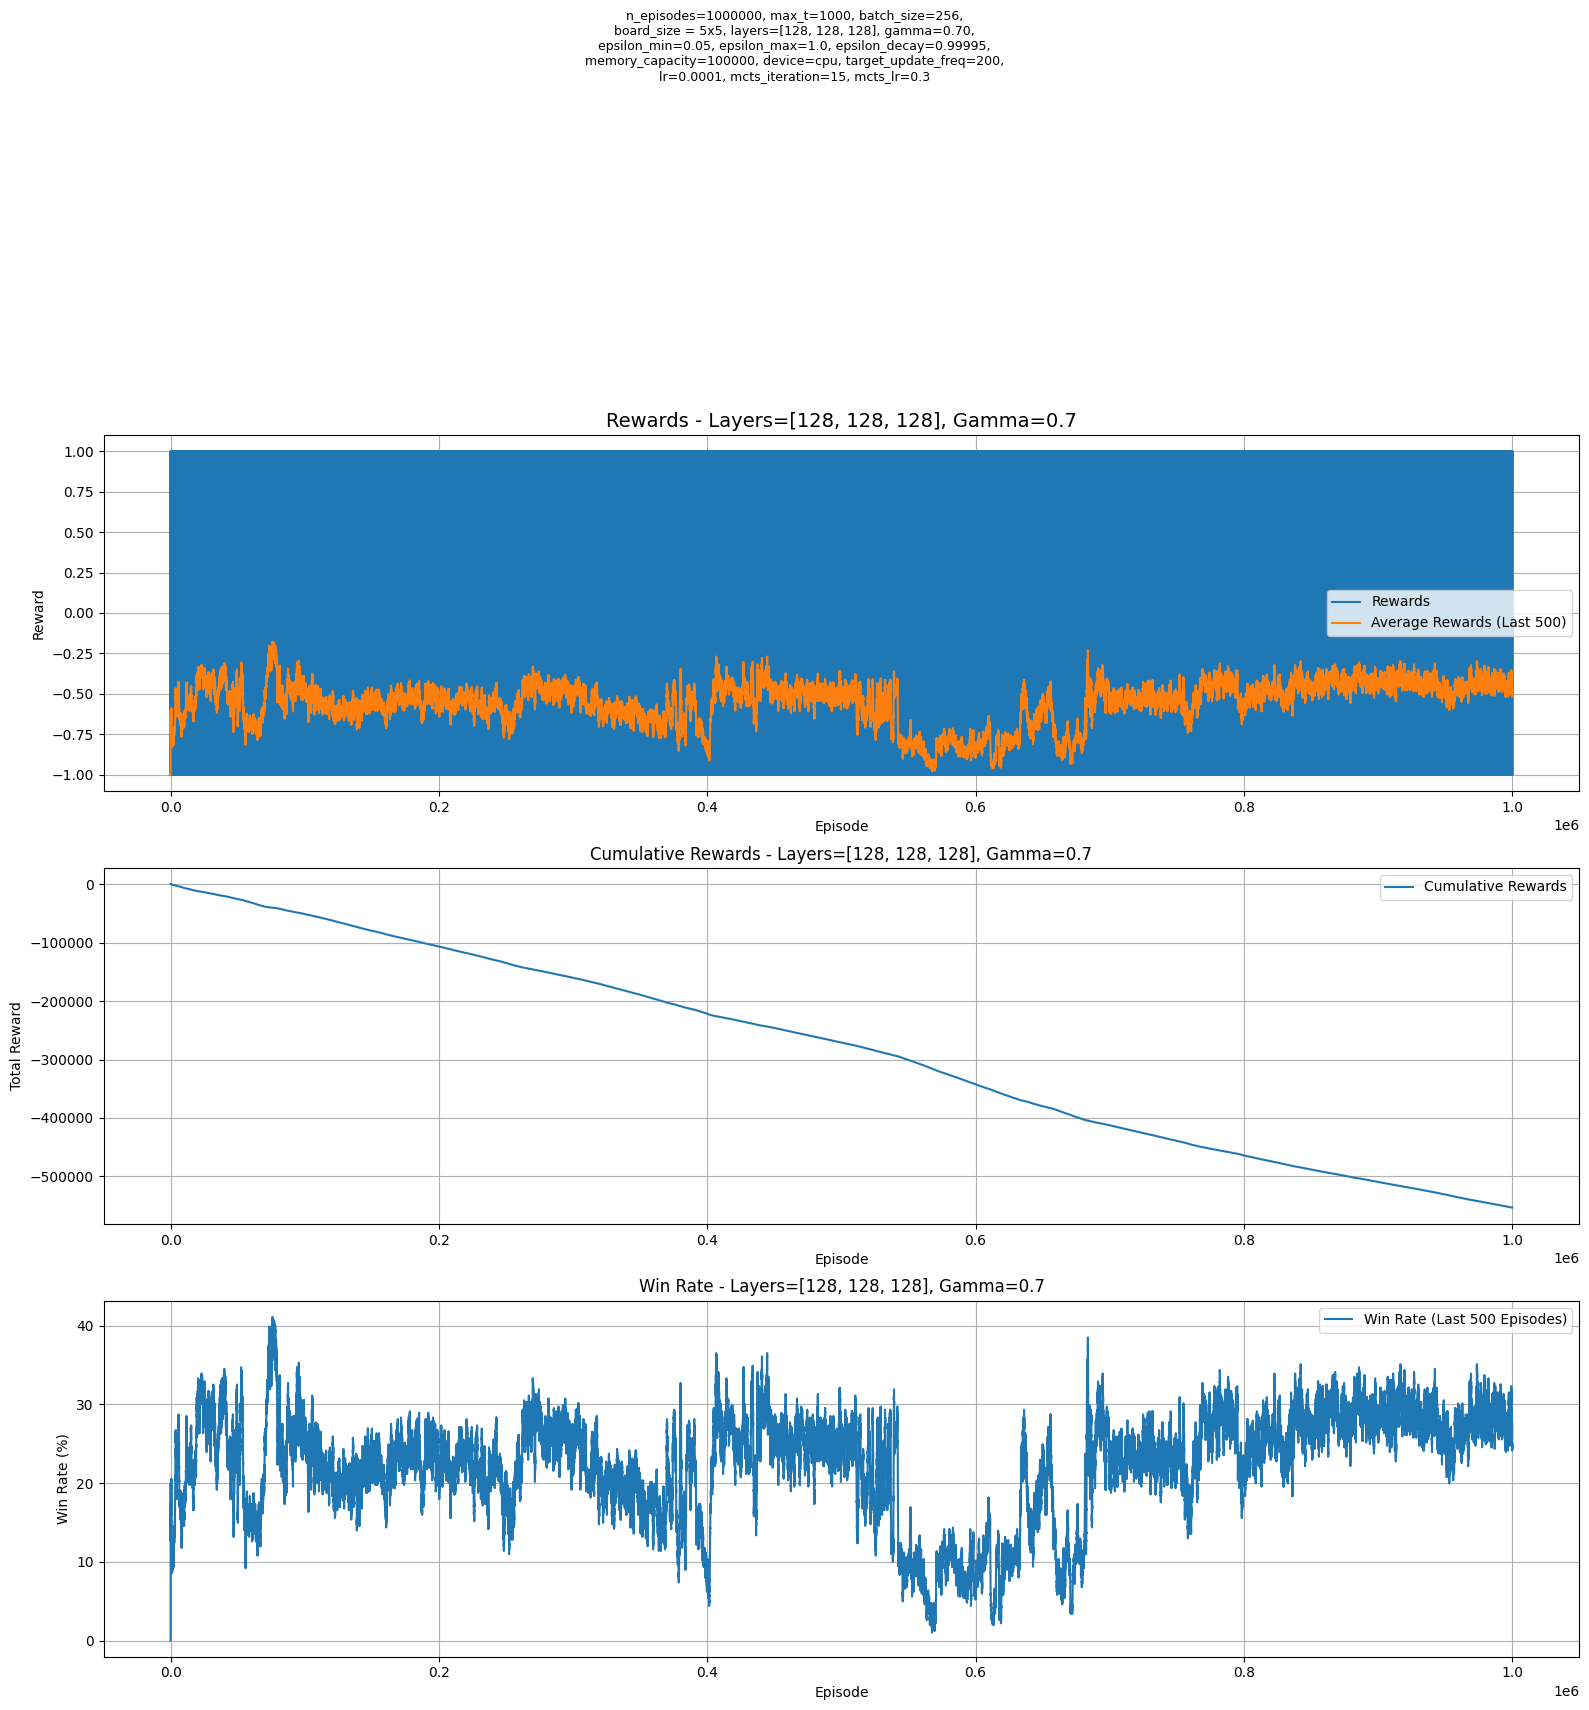 n_episodes=1000000, max_t=1000, batch_size=256,
board_size = 5x5, layers=[128, 128, 128], gamma=0.70,
epsilon_min=0.05, epsilon_max=1.0, epsilon_decay=0.99995,
memory_capacity=100000, device=cpu, target_update_freq=200,
lr=0.0001, mcts_iteration=15, mcts_lr=0.3
Rewards - Layers=[128, 128, 128], Gamma=0.7
1.00
0.75
0.50
0.25
0.00
−0.25
−0.50
−0.75
−1.00
Reward
Rewards
Average Rewards (Last 500)
0.0
0.2
0.4
0.6
0.8
1.0
Episode
1e6
Cumulative Rewards - Layers=[128, 128, 128], Gamma=0.7
0
−100000
−200000
−300000
−400000
−500000
Total Reward
Cumulative Rewards
0.0
0.2
0.4
0.6
0.8
1.0
Episode
1e6
Win Rate - Layers=[128, 128, 128], Gamma=0.7
40
30
20
10
0
Win Rate (%)
Win Rate (Last 500 Episodes)
0.0
0.2
0.4
0.6
0.8
1.0
Episode
1e6